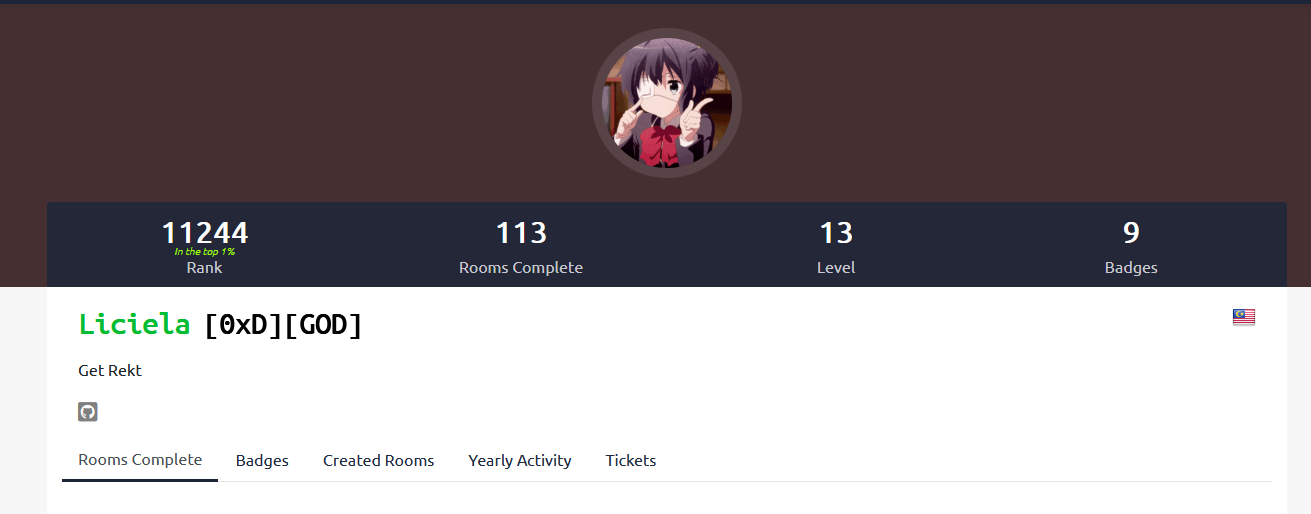 11244 113 13 9
In the top 1%
Rank Rooms Complete Level Badges
Liciela [0xD][GOD]
Get Rekt
Rooms Complete Badges Created Rooms Yearly Activity Tickets